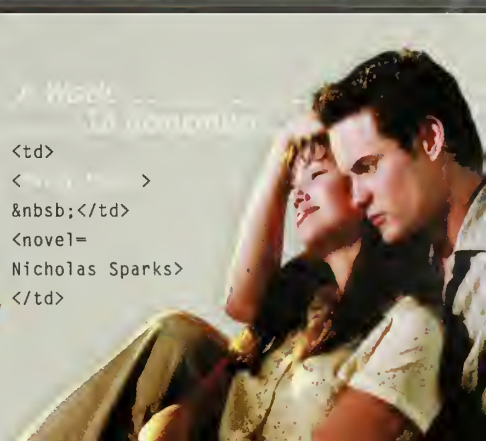 <td>
< >
&nbsb;</td>
<novel=
Nicholas Sparks>
</td>